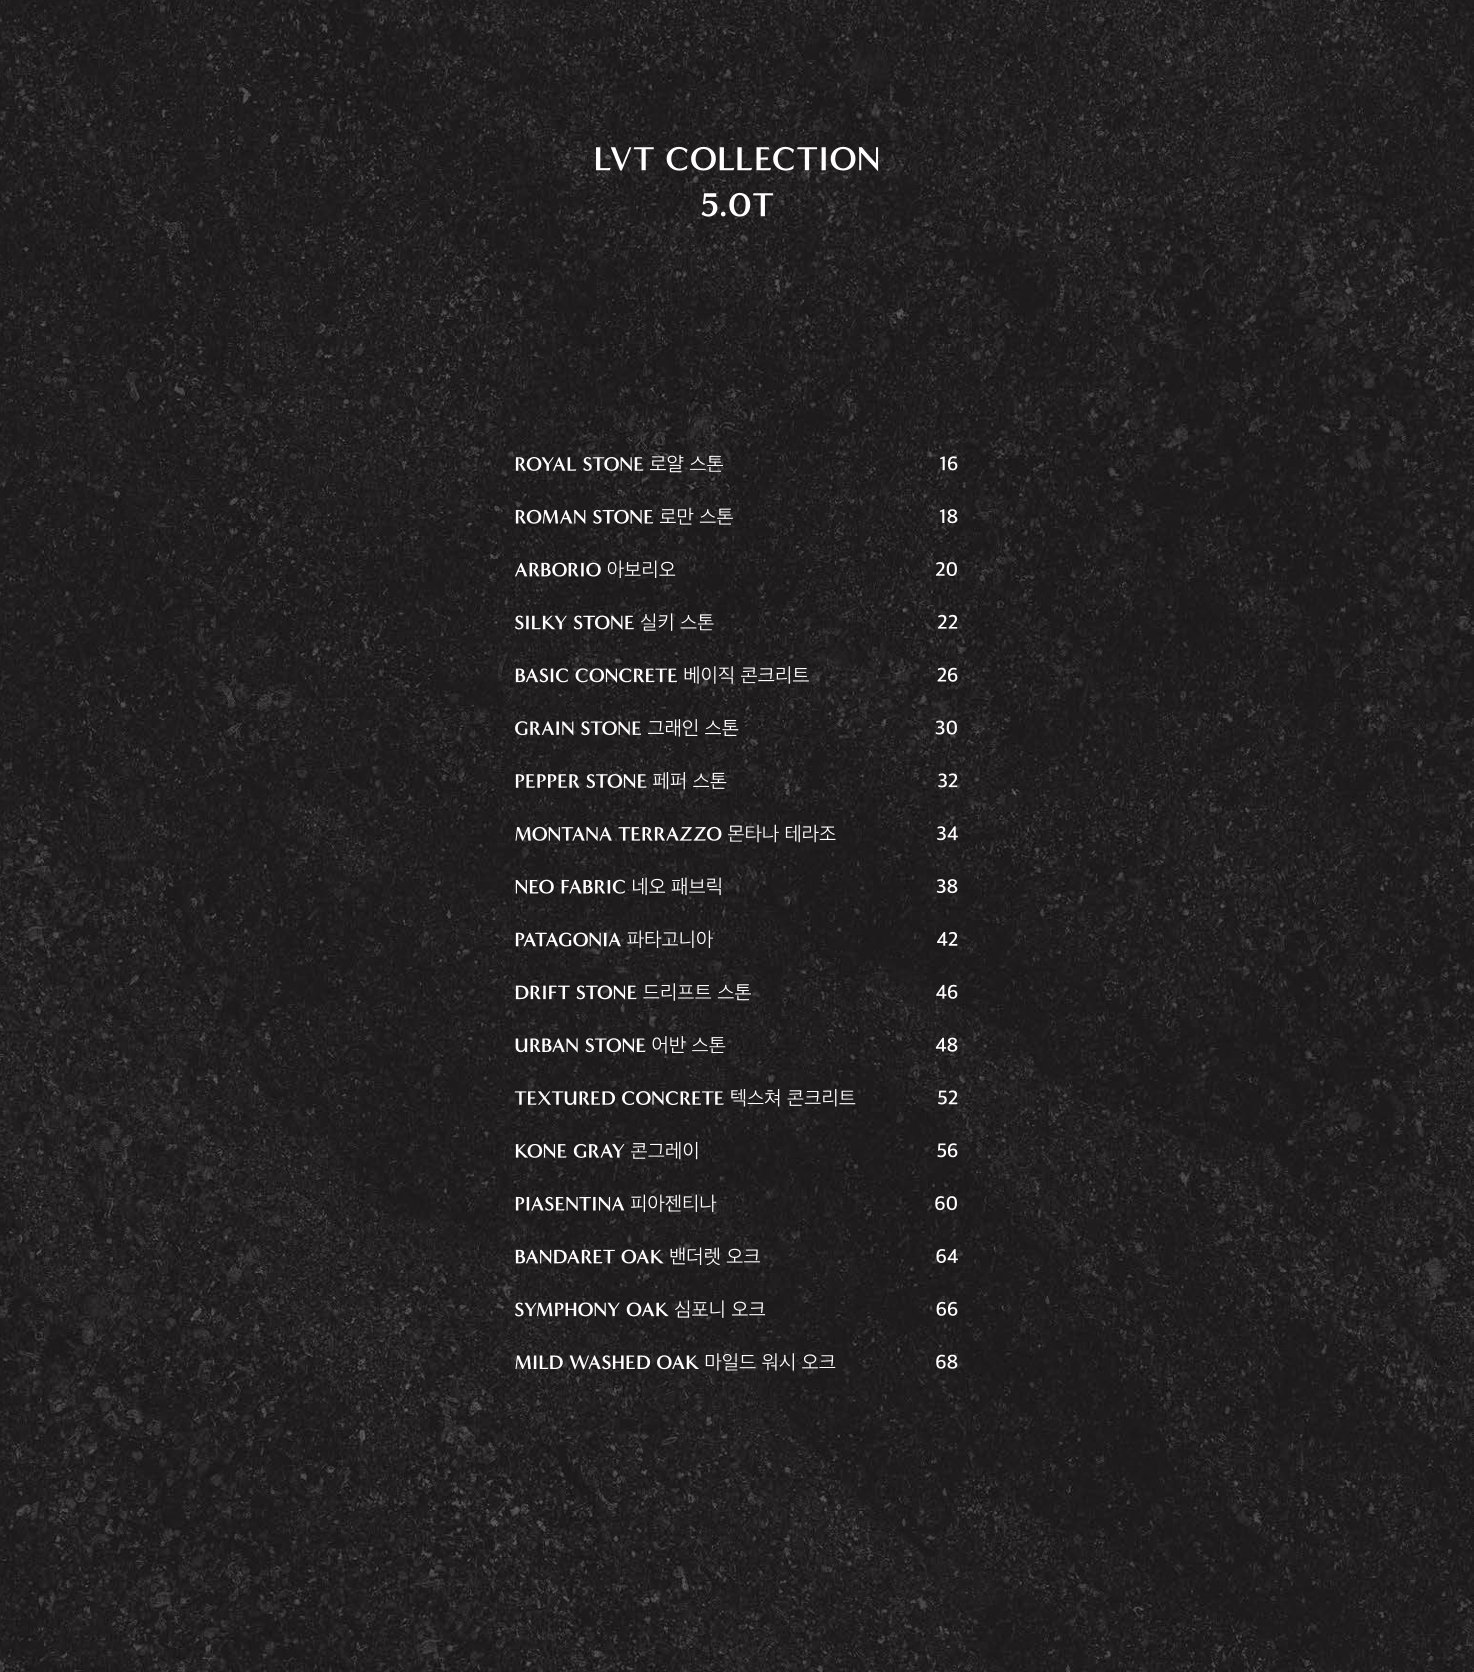 LVT COLLECTION
5.0T
ROYAL STONE 로얄 스톤 16
ROMAN STONE 로만 스톤 18
ARBORIO 아보리오 20
SILKY STONE 실키 스톤 22
BASIC CONCRETE 베이직 콘크리트 26
GRAIN STONE 그래인 스톤 30
PEPPER STONE 페퍼 스톤 32
MONTANA TERRAZZO 몬타나 테라조 34
NEO FABRIC 네오 패브릭 38
PATAGONIA 파타고니아 42
DRIFT STONE 드리프트 스톤 46
URBAN STONE 어반 스톤 48
TEXTURED CONCRETE 텍스쳐 콘크리트 52
KONE GRAY 콘그레이 56
PIASENTINA 피아젠티나 60
BANDARET OAK 밴더렛 오크 64
SYMPHONY OAK 심포니 오크 66
MILD WASHED OAK 마일드 워시 오크 68